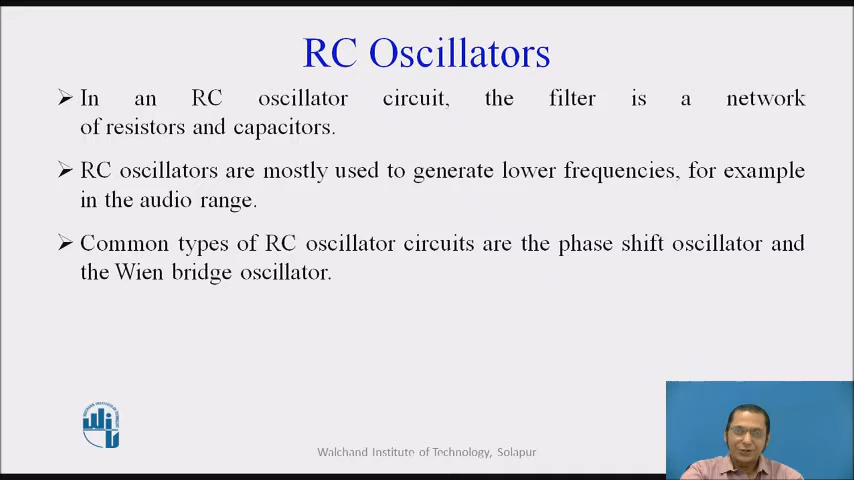 RC Oscillators
➢ In an RC oscillator circuit, the filter is a network
of resistors and capacitors.
➢ RC oscillators are mostly used to generate lower frequencies, for example
in the audio range.
➢ Common types of RC oscillator circuits are the phase shift oscillator and
the Wien bridge oscillator.
Walchand Institute of Technology, Solapur